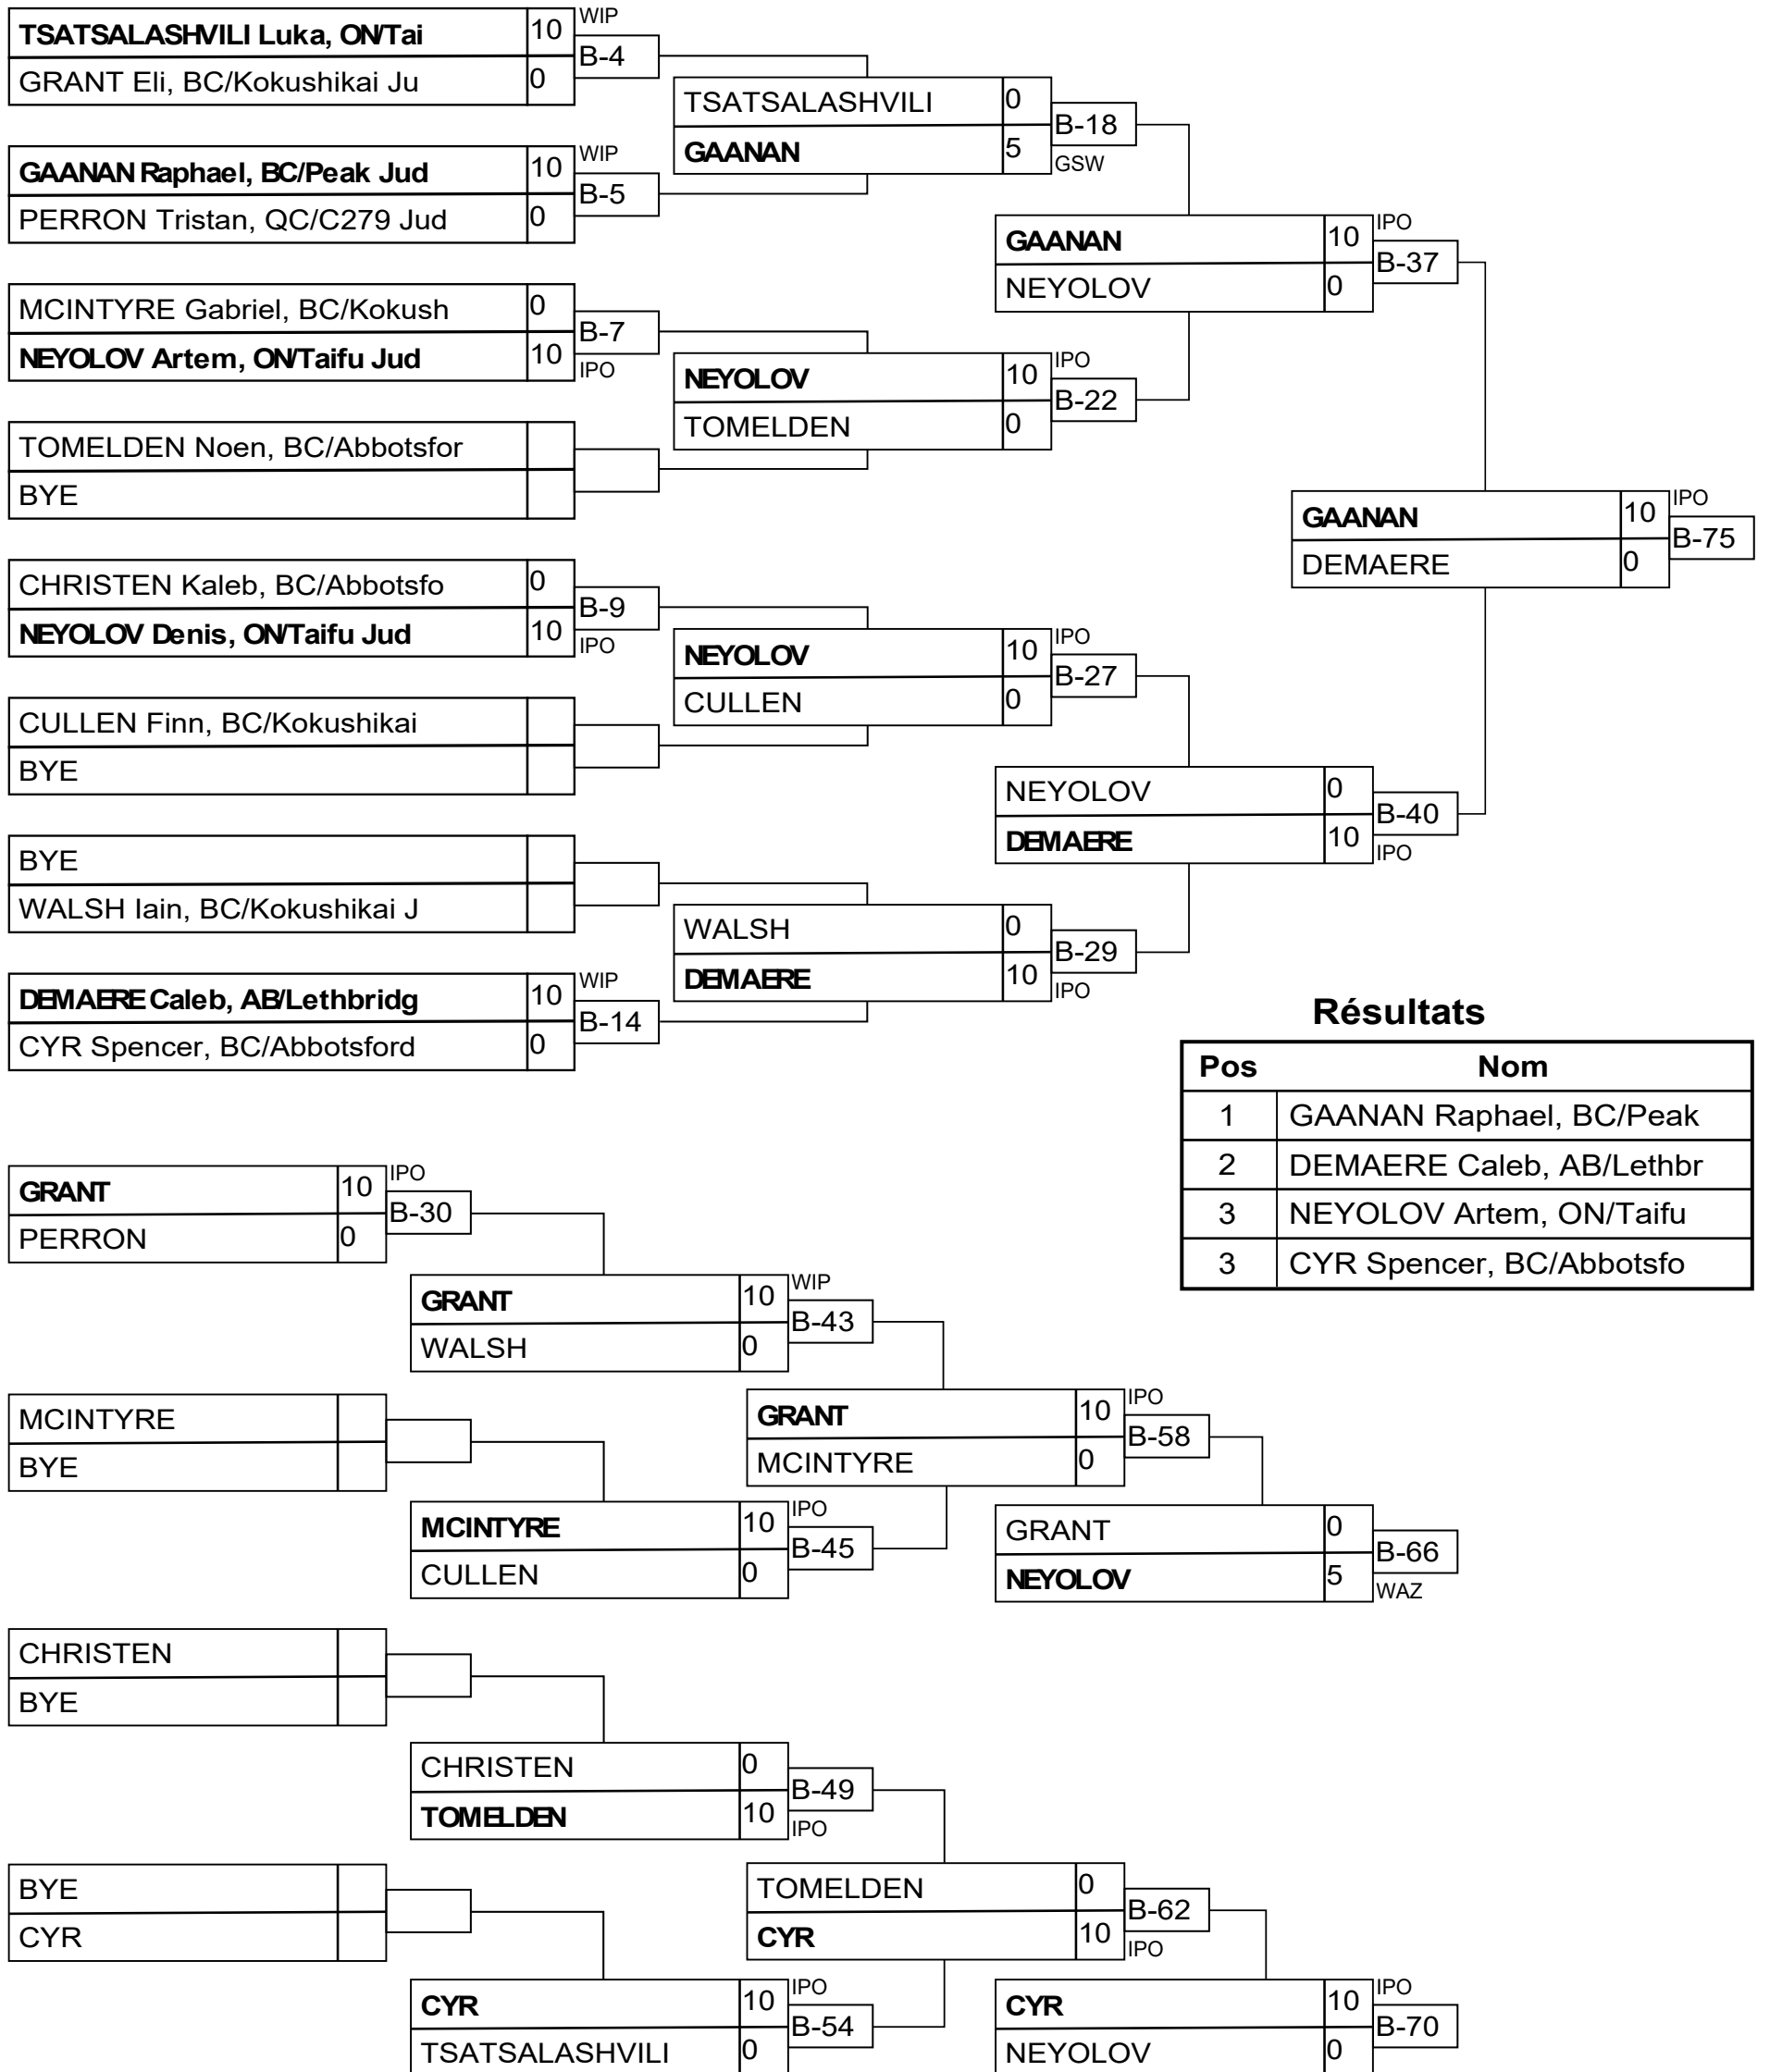 TSATSALASHVILI Luka, ON/Tai 10 WIP
B-4
GRANT Eli, BC/Kokushikai Ju 0
GAANAN Raphael, BC/Peak Jud 10 WIP
B-5
PERRON Tristan, QC/C279 Jud 0
MCINTYRE Gabriel, BC/Kokush 0
B-7
NEYOLOV Artem, ON/Taifu Jud 10 IPO
TOMELDEN Noen, BC/Abbotsfor
BYE
CHRISTEN Kaleb, BC/Abbotsfo 0
B-9
NEYOLOV Denis, ON/Taifu Jud 10 IPO
CULLEN Finn, BC/Kokushikai
BYE
BYE
WALSH Iain, BC/Kokushikai J
DEMAERE Caleb, AB/Lethbridg 10 WIP
B-14
CYR Spencer, BC/Abbotsford 0
TSATSALASHVILI 0
B-18
GAANAN 5 GSW
NEYOLOV 10 IPO
B-22
TOMELDEN 0
NEYOLOV 10 IPO
B-27
CULLEN 0
WALSH 0
B-29
DEMAERE 10 IPO
GAANAN 10 IPO
B-37
NEYOLOV 0
NEYOLOV 0
B-40
DEMAERE 10 IPO
GAANAN 10 IPO
B-75
DEMAERE 0
Résultats
Pos Nom
1 GAANAN Raphael, BC/Peak
2 DEMAERE Caleb, AB/Lethbr
3 NEYOLOV Artem, ON/Taifu
3 CYR Spencer, BC/Abbotsfo
GRANT 10 IPO
B-30
PERRON 0
GRANT 10 WIP
B-43
WALSH 0
MCINTYRE
BYE
MCINTYRE 10 IPO
B-45
CULLEN 0
GRANT 10 IPO
B-58
MCINTYRE 0
GRANT 0
B-66
NEYOLOV 5 WAZ
CHRISTEN
BYE
CHRISTEN 0
B-49
TOMELDEN 10 IPO
BYE
CYR
CYR 10 IPO
B-54
TSATSALASHVILI 0
TOMELDEN 0
B-62
CYR 10 IPO
CYR 10 IPO
B-70
NEYOLOV 0